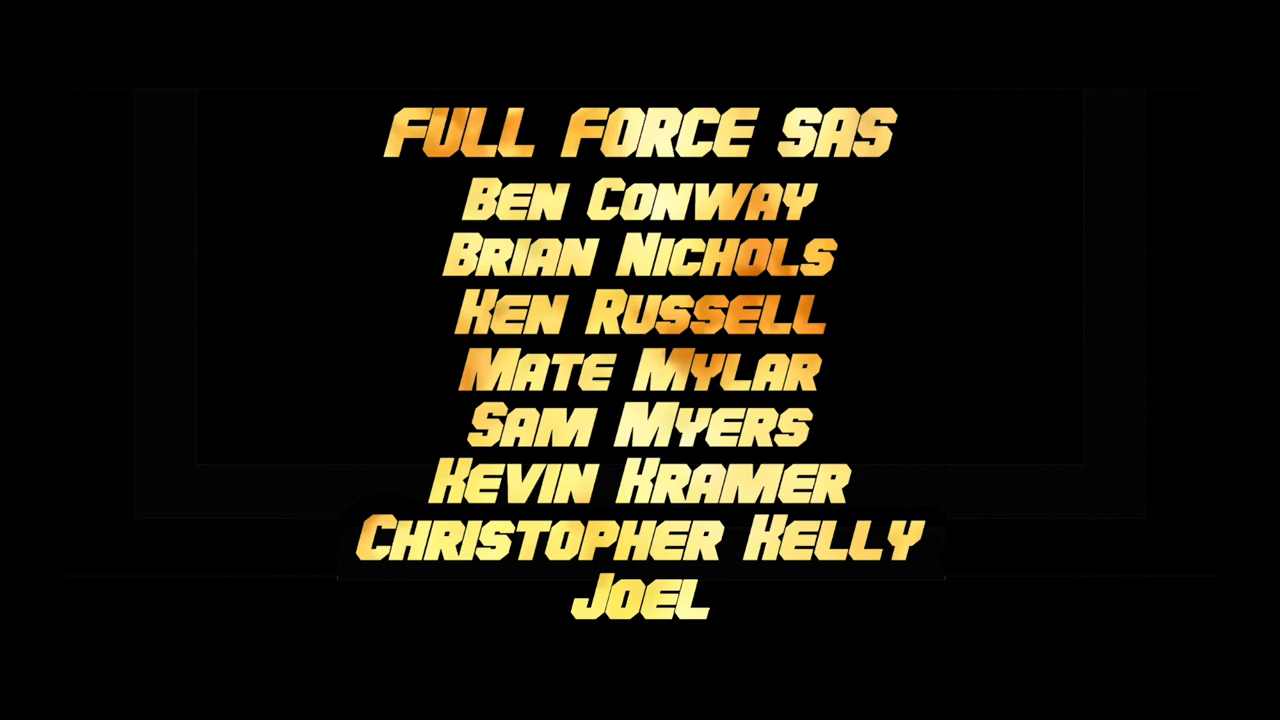 FULL FORCE SAS
BEN CONWAY
BRIAN NICHOLS
KEN RUSSELL
MATE MYLAR
SAM MYERS
KEVIN KRAMER
CHRISTOPHER KELLY
JOEL